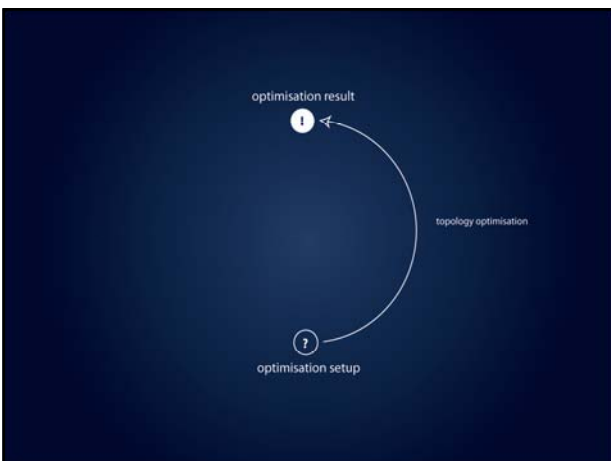 optimisation result
!
topology optimisation
?
optimisation setup